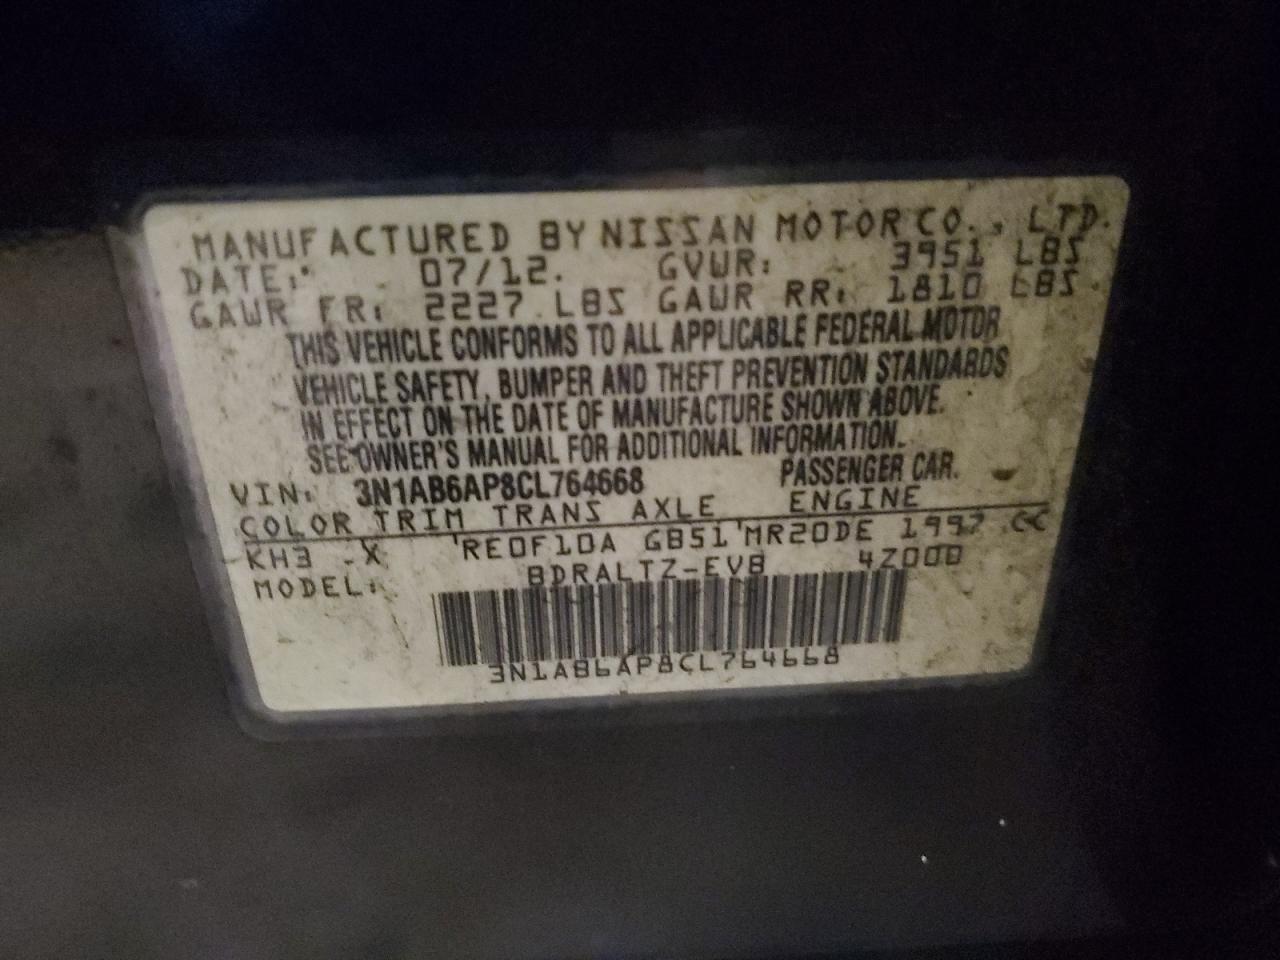 MANUFACTURED BY NISSAN MOTOR CO., LTD.
DATE: 07/12. GVWR: 3951 LBS
GAWR FR: 2227 LBS GAWR RR: 1810 LBS
THIS VEHICLE CONFORMS TO ALL APPLICABLE FEDERAL MOTOR
VEHICLE SAFETY, BUMPER AND THEFT PREVENTION STANDARDS
IN EFFECT ON THE DATE OF MANUFACTURE SHOWN ABOVE.
SEE OWNER'S MANUAL FOR ADDITIONAL INFORMATION.
VIN: 3N1AB6AP8CL764668 PASSENGER CAR.
COLOR TRIM TRANS AXLE ENGINE
KH3 X RE0F10A GB51 MR20DE 1997 CC
MODEL: BDRALTZ-EVB 4Z000
3N1AB6AP8CL764668